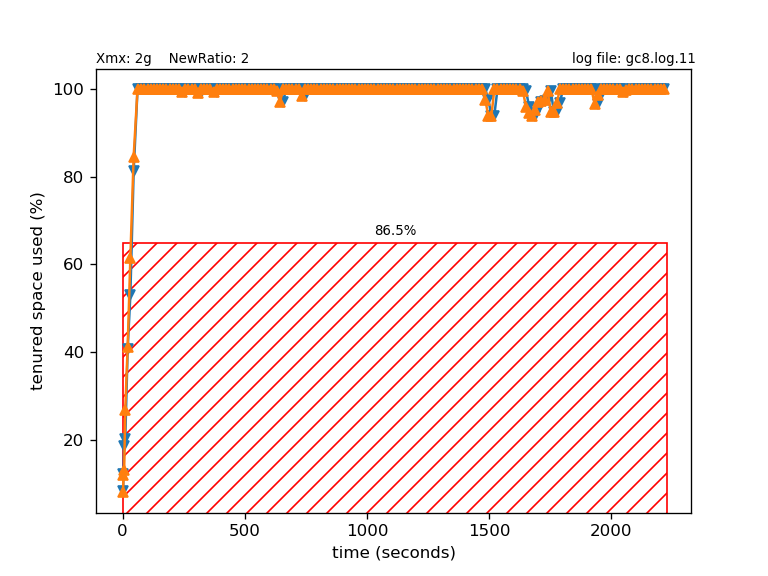 Xmx: 2g    NewRatio: 2
log file: gc8.log.11
100
80
60
40
20
tenured space used (%)
86.5%
0
500
1000
1500
2000
time (seconds)